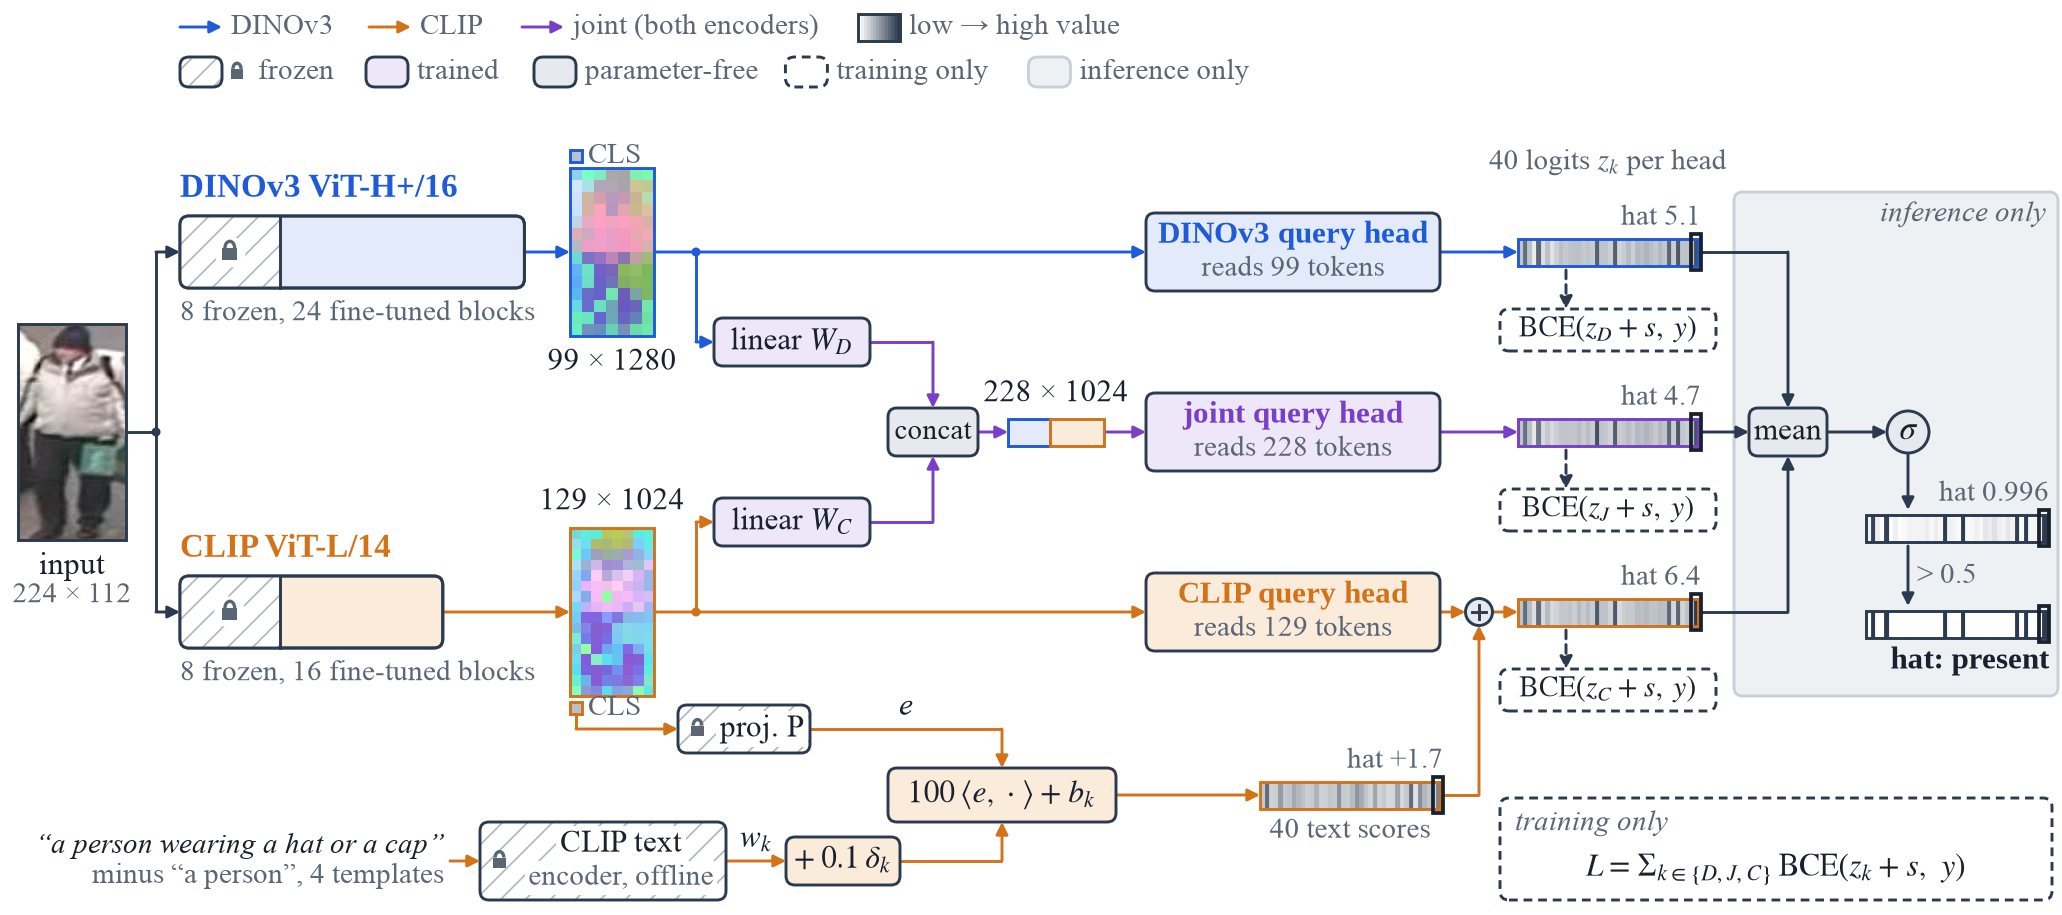 DINOv3 CLIP joint (both encoders) low → high value
frozen trained parameter-free training only inference only
CLS
40 logits z_k per head
DINOv3 ViT-H+/16
8 frozen, 24 fine-tuned blocks
99 × 1280
DINOv3 query head
reads 99 tokens
hat 5.1
inference only
BCE(z_D + s, y)
linear W_D
228 × 1024
concat
joint query head
reads 228 tokens
hat 4.7
mean
σ
BCE(z_J + s, y)
hat 0.996
> 0.5
hat: present
input
224 × 112
129 × 1024
linear W_C
CLIP ViT-L/14
8 frozen, 16 fine-tuned blocks
CLS
CLIP query head
reads 129 tokens
+
hat 6.4
BCE(z_C + s, y)
proj. P
e
100 ⟨e, · ⟩ + b_k
hat +1.7
40 text scores
“a person wearing a hat or a cap”
minus “a person”, 4 templates
CLIP text
encoder, offline
w_k
+ 0.1 δ_k
training only
L = Σ_{k ∈ {D, J, C}} BCE(z_k + s, y)